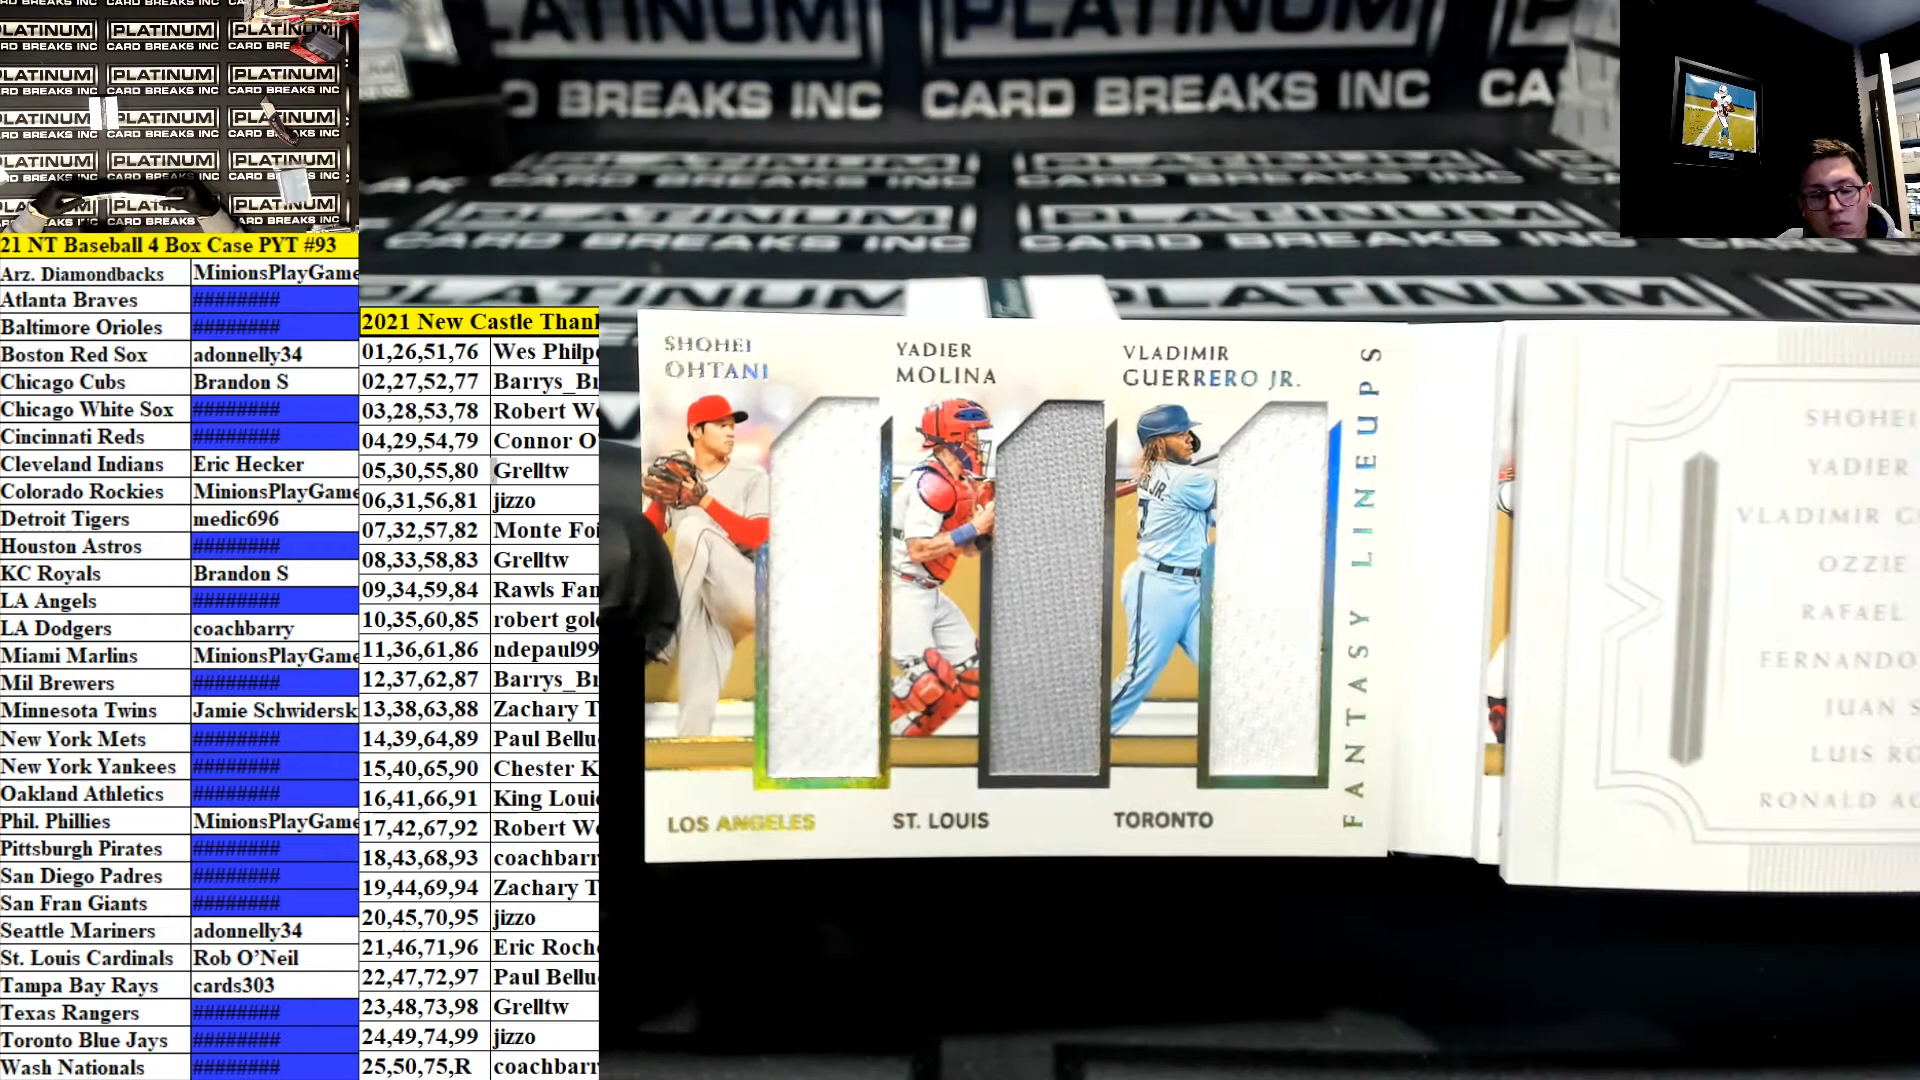 PLATINUM
CARD BREAKS INC
21 NT Baseball 4 Box Case PYT #93
Arz. Diamondbacks MinionsPlayGame
Atlanta Braves ########
Baltimore Orioles ########
Boston Red Sox adonnelly34
Chicago Cubs Brandon S
Chicago White Sox ########
Cincinnati Reds ########
Cleveland Indians Eric Hecker
Colorado Rockies MinionsPlayGame
Detroit Tigers medic696
Houston Astros ########
KC Royals Brandon S
LA Angels ########
LA Dodgers coachbarry
Miami Marlins MinionsPlayGame
Mil Brewers ########
Minnesota Twins Jamie Schwidersk
New York Mets ########
New York Yankees ########
Oakland Athletics ########
Phil. Phillies MinionsPlayGame
Pittsburgh Pirates ########
San Diego Padres ########
San Fran Giants ########
Seattle Mariners adonnelly34
St. Louis Cardinals Rob O’Neil
Tampa Bay Rays cards303
Texas Rangers ########
Toronto Blue Jays ########
Wash Nationals ########
2021 New Castle Than
01,26,51,76 Wes Philp
02,27,52,77 Barrys_B
03,28,53,78 Robert W
04,29,54,79 Connor O
05,30,55,80 Grelltw
06,31,56,81 jizzo
07,32,57,82 Monte Foi
08,33,58,83 Grelltw
09,34,59,84 Rawls Fan
10,35,60,85 robert gol
11,36,61,86 ndepaul99
12,37,62,87 Barrys_B
13,38,63,88 Zachary T
14,39,64,89 Paul Bellu
15,40,65,90 Chester K
16,41,66,91 King Loui
17,42,67,92 Robert W
18,43,68,93 coachbarr
19,44,69,94 Zachary T
20,45,70,95 jizzo
21,46,71,96 Eric Roch
22,47,72,97 Paul Bellu
23,48,73,98 Grelltw
24,49,74,99 jizzo
25,50,75,R coachbarr
PLATINUM
CARD BREAKS INC
SHOHEI
OHTANI
YADIER
MOLINA
VLADIMIR
GUERRERO JR.
FANTASY LINEUPS
LOS ANGELES
ST. LOUIS
TORONTO
SHOHEI
YADIER
VLADIMIR G
OZZIE
RAFAEL
FERNANDO
JUAN S
LUIS RO
RONALD AC